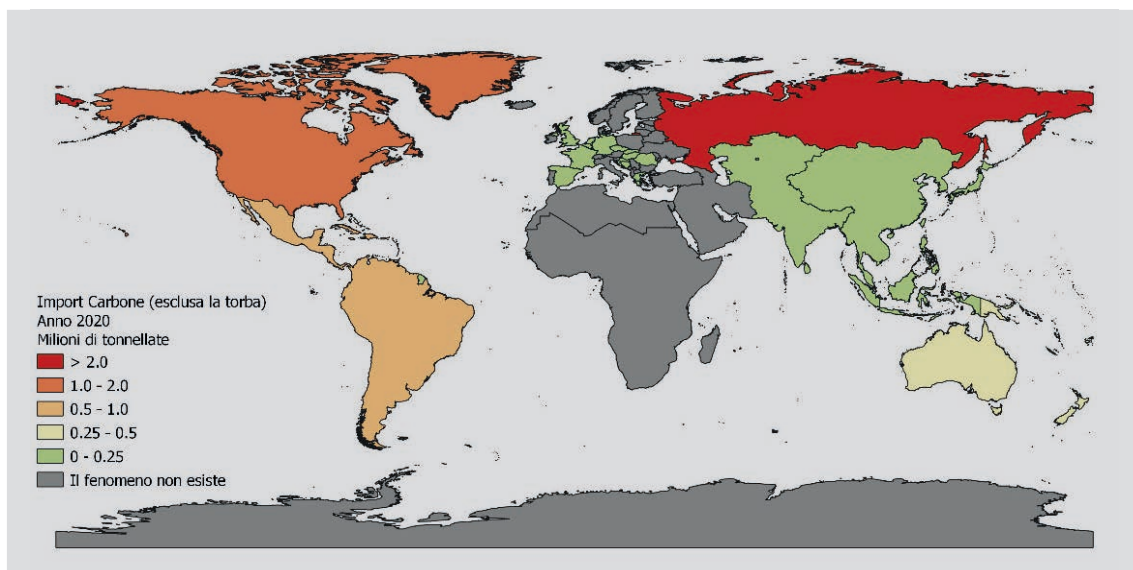 Import Carbone (esclusa la torba)
Anno 2020
Milioni di tonnellate
> 2.0
1.0 - 2.0
0.5 - 1.0
0.25 - 0.5
0 - 0.25
Il fenomeno non esiste